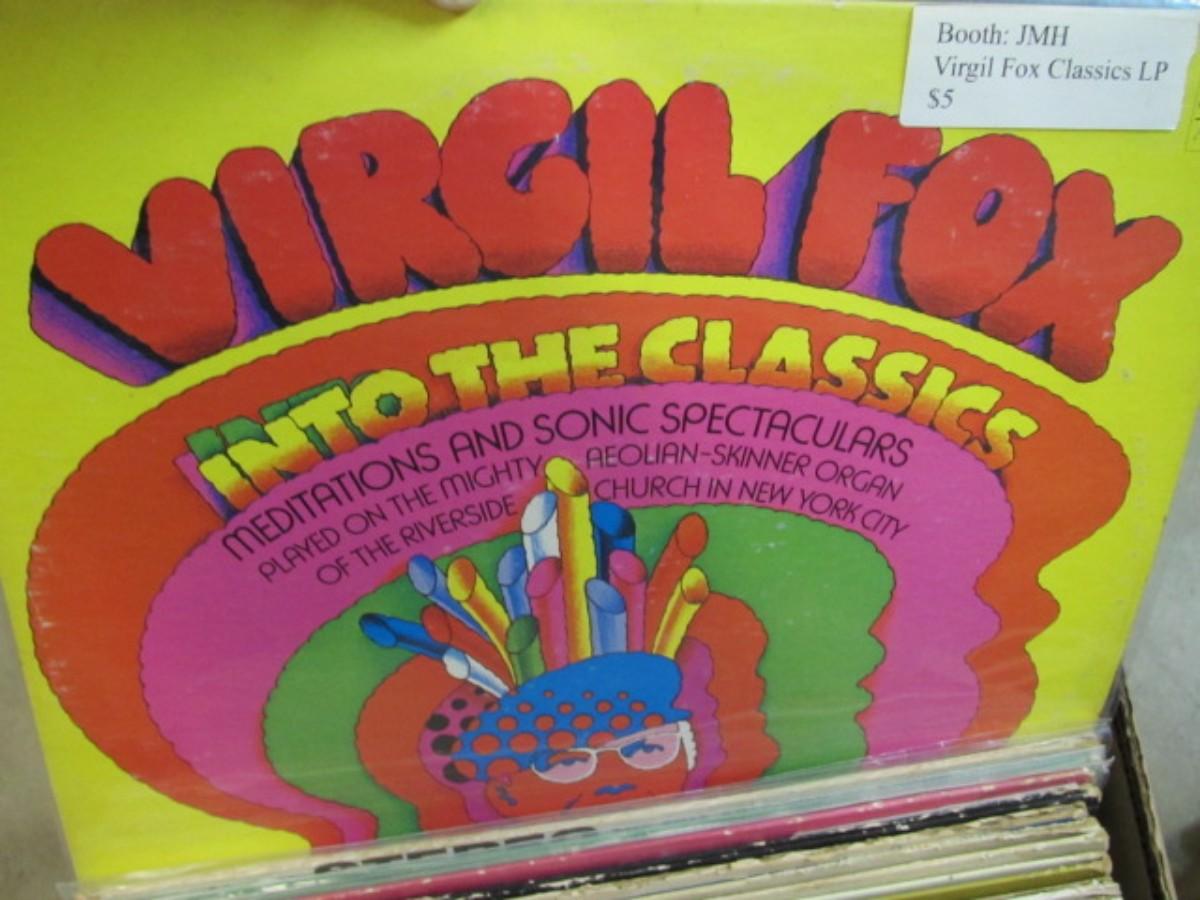 Booth: JMH
Virgil Fox Classics LP
$5
VIRGIL FOX
INTO THE CLASSICS
MEDITATIONS AND SONIC SPECTACULARS
PLAYED ON THE MIGHTY AEOLIAN-SKINNER ORGAN
OF THE RIVERSIDE CHURCH IN NEW YORK CITY
STEREO